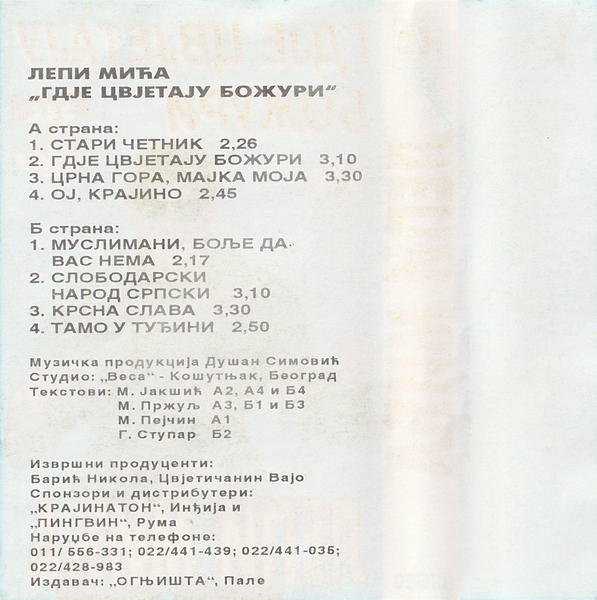 ЛЕПИ МИЋА
„ГДЈЕ ЦВЈЕТАЈУ БОЖУРИ“
А страна:
1. СТАРИ ЧЕТНИК 2,26
2. ГДЈЕ ЦВЈЕТАЈУ БОЖУРИ 3,10
3. ЦРНА ГОРА, МАЈКА МОЈА 3,30
4. ОЈ, КРАЈИНО 2,45
Б страна:
1. МУСЛИМАНИ, БОЉЕ ДА
ВАС НЕМА 2,17
2. СЛОБОДАРСКИ
НАРОД СРПСКИ 3,10
3. КРСНА СЛАВА 3,30
4. ТАМО У ТУЂИНИ 2,50
Музичка продукција Душан Симовић
Студио: „Веса“ - Кошутњак, Београд
Текстови: М. Јакшић А2, А4 и Б4
М. Пржуљ А3, Б1 и Б3
М. Пејчин А1
Г. Ступар Б2
Извршни продуценти:
Барић Никола, Цвјетичанин Вајо
Спонзори и дистрибутери:
„КРАЈИНАТОН“, Инђија и
„ПИНГВИН“, Рума
Наруџбе на телефоне:
011/ 556-331; 022/441-439; 022/441-035;
022/428-983
Издавач: „ОГЊИШТА“, Пале